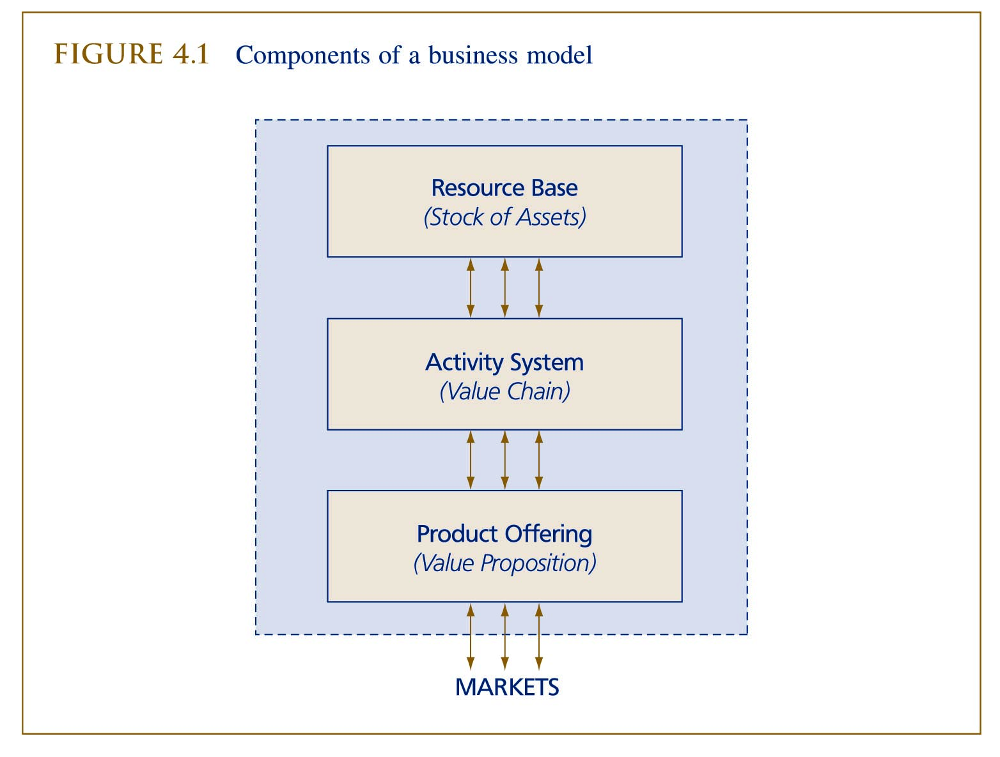 FIGURE 4.1 Components of a business model
Resource Base
(Stock of Assets)
Activity System
(Value Chain)
Product Offering
(Value Proposition)
MARKETS